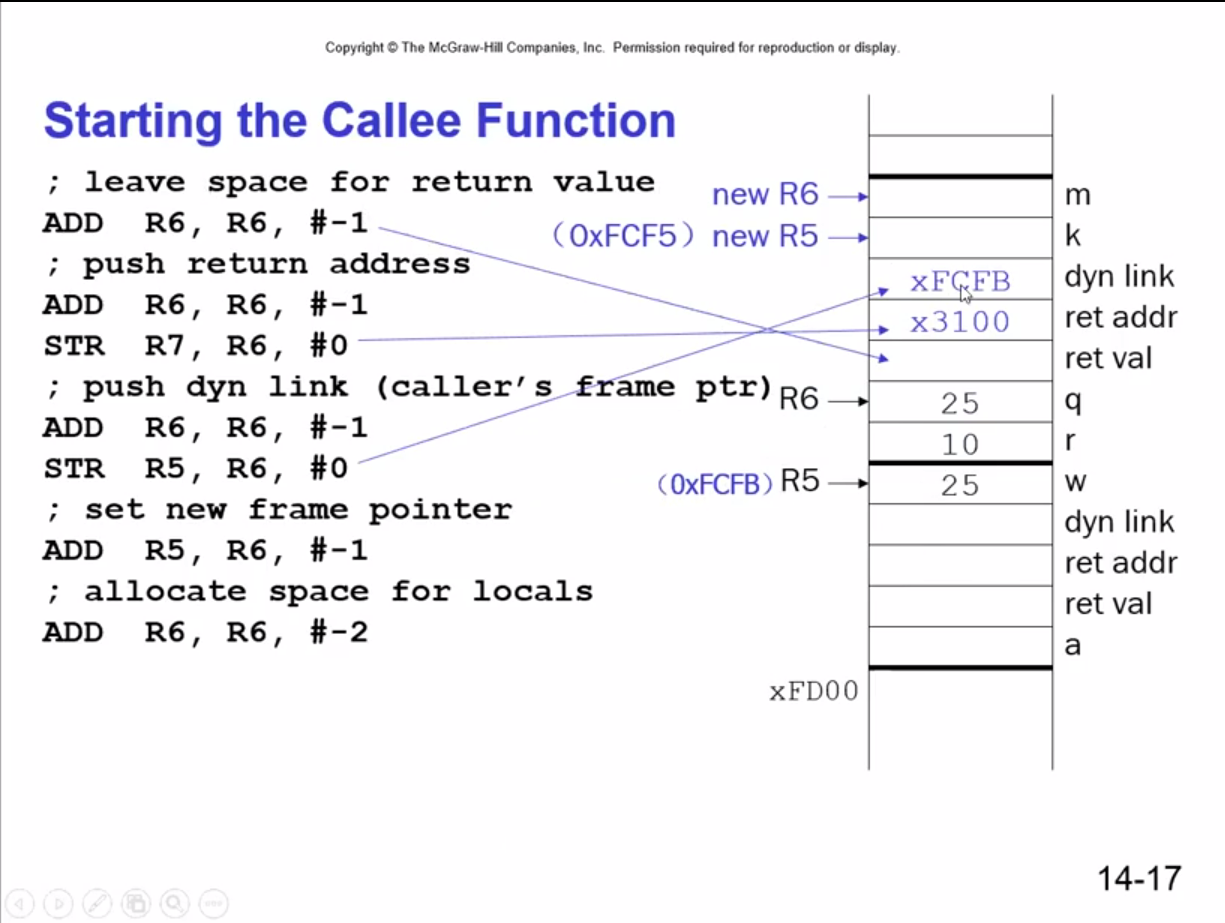 Copyright © The McGraw-Hill Companies, Inc. Permission required for reproduction or display.
Starting the Callee Function
; leave space for return value
ADD R6, R6, #-1
; push return address
ADD R6, R6, #-1
STR R7, R6, #0
; push dyn link (caller's frame ptr)
ADD R6, R6, #-1
STR R5, R6, #0
; set new frame pointer
ADD R5, R6, #-1
; allocate space for locals
ADD R6, R6, #-2
new R6 m
(0xFCF5) new R5 k
xFCFB dyn link
x3100 ret addr
ret val
R6 25 q
10 r
(0xFCFB) R5 25 w
dyn link
ret addr
ret val
a
xFD00
14-17